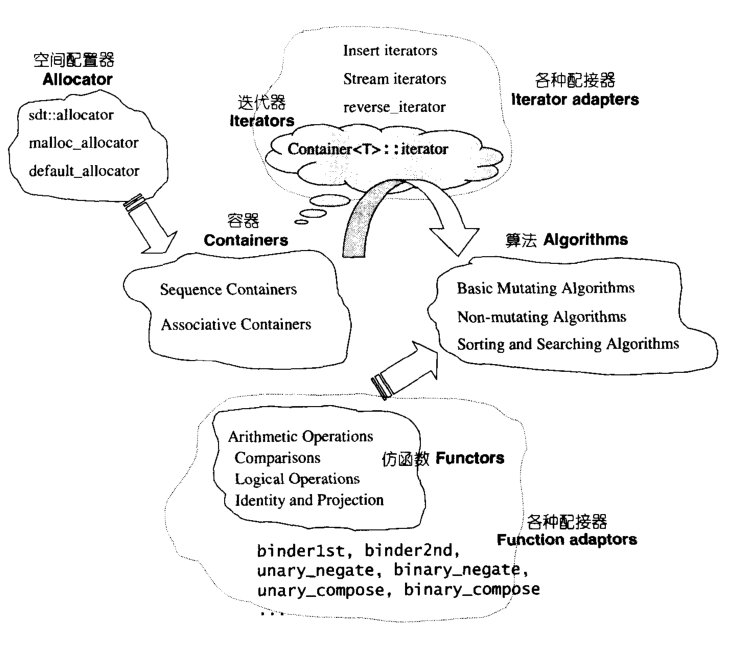 空间配置器
Allocator
sdt::allocator
malloc_allocator
default_allocator
迭代器
Iterators
Insert iterators
Stream iterators
reverse_iterator
Container<T>::iterator
各种配接器
Iterator adapters
容器
Containers
Sequence Containers
Associative Containers
算法 Algorithms
Basic Mutating Algorithms
Non-mutating Algorithms
Sorting and Searching Algorithms
Arithmetic Operations
Comparisons
Logical Operations
Identity and Projection
仿函数 Functors
各种配接器
Function adaptors
binder1st, binder2nd,
unary_negate, binary_negate,
unary_compose, binary_compose
...